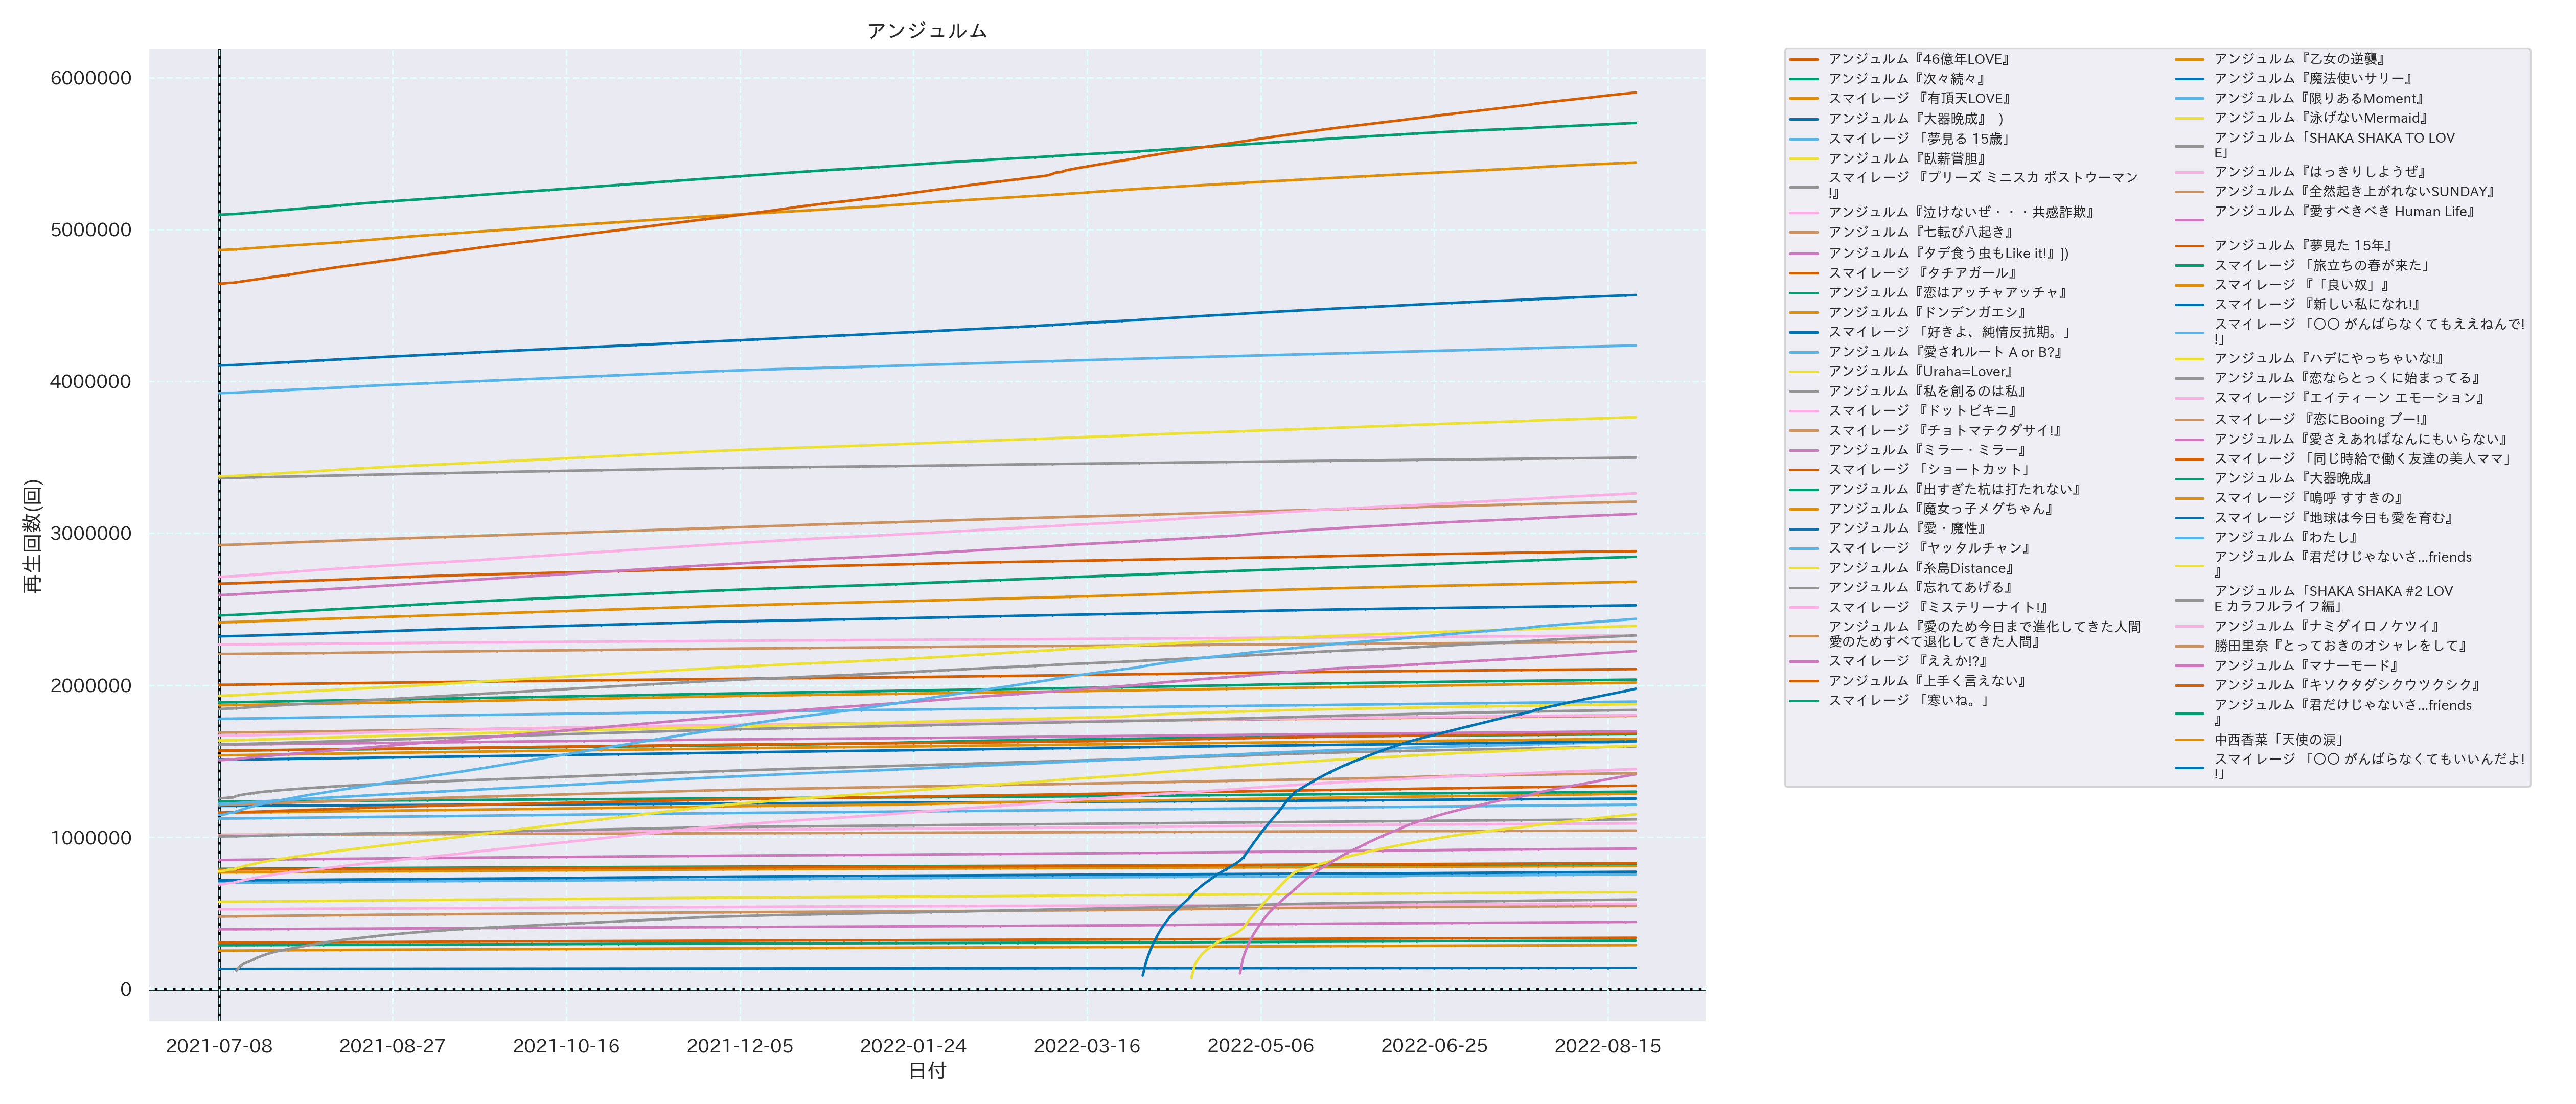 アンジュルム
再生回数(回)
6000000
5000000
4000000
3000000
2000000
1000000
0
2021-07-08
2021-08-27
2021-10-16
2021-12-05
2022-01-24
2022-03-16
2022-05-06
2022-06-25
2022-08-15
日付
アンジュルム『46億年LOVE』
アンジュルム『次々続々』
スマイレージ 『有頂天LOVE』
アンジュルム『大器晩成』 )
スマイレージ 「夢見る 15歳」
アンジュルム『臥薪嘗胆』
スマイレージ 『プリーズ ミニスカ ポストウーマン
!』
アンジュルム『泣けないぜ・・・共感詐欺』
アンジュルム『七転び八起き』
アンジュルム『タデ食う虫もLike it!』])
スマイレージ 『タチアガール』
アンジュルム『恋はアッチャアッチャ』
アンジュルム『ドンデンガエシ』
スマイレージ 「好きよ、純情反抗期。」
アンジュルム『愛されルート A or B?』
アンジュルム『Uraha=Lover』
アンジュルム『私を創るのは私』
スマイレージ 『ドットビキニ』
スマイレージ 『チョトマテクダサイ!』
アンジュルム『ミラー・ミラー』
スマイレージ 「ショートカット」
アンジュルム『出すぎた杭は打たれない』
アンジュルム『魔女っ子メグちゃん』
アンジュルム『愛・魔性』
スマイレージ 『ヤッタルチャン』
アンジュルム『糸島Distance』
アンジュルム『忘れてあげる』
スマイレージ 『ミステリーナイト!』
アンジュルム『愛のため今日まで進化してきた人間
愛のためすべて退化してきた人間』
スマイレージ 『ええか!?』
アンジュルム『上手く言えない』
スマイレージ 「寒いね。」
アンジュルム『乙女の逆襲』
アンジュルム『魔法使いサリー』
アンジュルム『限りあるMoment』
アンジュルム『泳げないMermaid』
アンジュルム「SHAKA SHAKA TO LOV
E」
アンジュルム『はっきりしようぜ』
アンジュルム『全然起き上がれないSUNDAY』
アンジュルム『愛すべきべき Human Life』
アンジュルム『夢見た 15年』
スマイレージ 「旅立ちの春が来た」
スマイレージ 『「良い奴」』
スマイレージ 『新しい私になれ!』
スマイレージ 「○○ がんばらなくてもええねんで!
!」
アンジュルム『ハデにやっちゃいな!』
アンジュルム『恋ならとっくに始まってる』
スマイレージ『エイティーン エモーション』
スマイレージ 『恋にBooing ブー!』
アンジュルム『愛さえあればなんにもいらない』
スマイレージ 「同じ時給で働く友達の美人ママ」
アンジュルム『大器晩成』
スマイレージ『嗚呼 すすきの』
スマイレージ『地球は今日も愛を育む』
アンジュルム『わたし』
アンジュルム『君だけじゃないさ...friends
』
アンジュルム「SHAKA SHAKA #2 LOV
E カラフルライフ編」
アンジュルム『ナミダイロノケツイ』
勝田里奈『とっておきのオシャレをして』
アンジュルム『マナーモード』
アンジュルム『キソクタダシクウツクシク』
アンジュルム『君だけじゃないさ...friends
』
中西香菜「天使の涙」
スマイレージ 「○○ がんばらなくてもいいんだよ!
!」